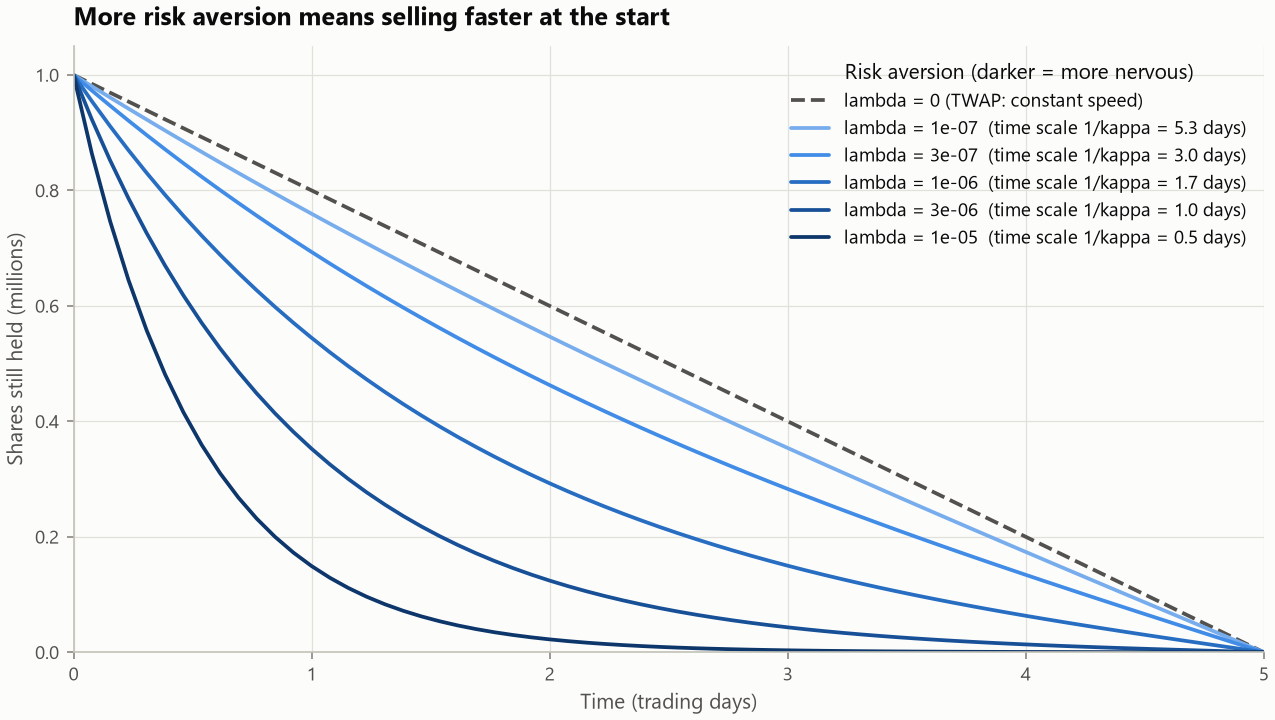 More risk aversion means selling faster at the start
Risk aversion (darker = more nervous)
lambda = 0 (TWAP: constant speed)
lambda = 1e-07 (time scale 1/kappa = 5.3 days)
lambda = 3e-07 (time scale 1/kappa = 3.0 days)
lambda = 1e-06 (time scale 1/kappa = 1.7 days)
lambda = 3e-06 (time scale 1/kappa = 1.0 days)
lambda = 1e-05 (time scale 1/kappa = 0.5 days)
Shares still held (millions)
1.0
0.8
0.6
0.4
0.2
0.0
0 1 2 3 4 5
Time (trading days)